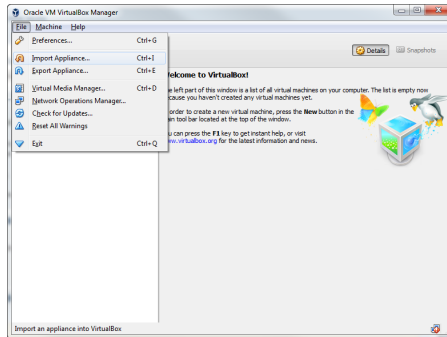 Oracle VM VirtualBox Manager
File Machine Help
Preferences... Ctrl+G
Import Appliance... Ctrl+I
Export Appliance... Ctrl+E
Virtual Media Manager... Ctrl+D
Network Operations Manager...
Check for Updates...
Reset All Warnings
Exit Ctrl+Q
Details Snapshots
elcome to VirtualBox!
e left part of this window is a list of all virtual machines on your computer. The list is empty now
cause you haven't created any virtual machines yet.
order to create a new virtual machine, press the New button in the
in tool bar located at the top of the window.
u can press the F1 key to get instant help, or visit
ww.virtualbox.org for the latest information and news.
Import an appliance into VirtualBox